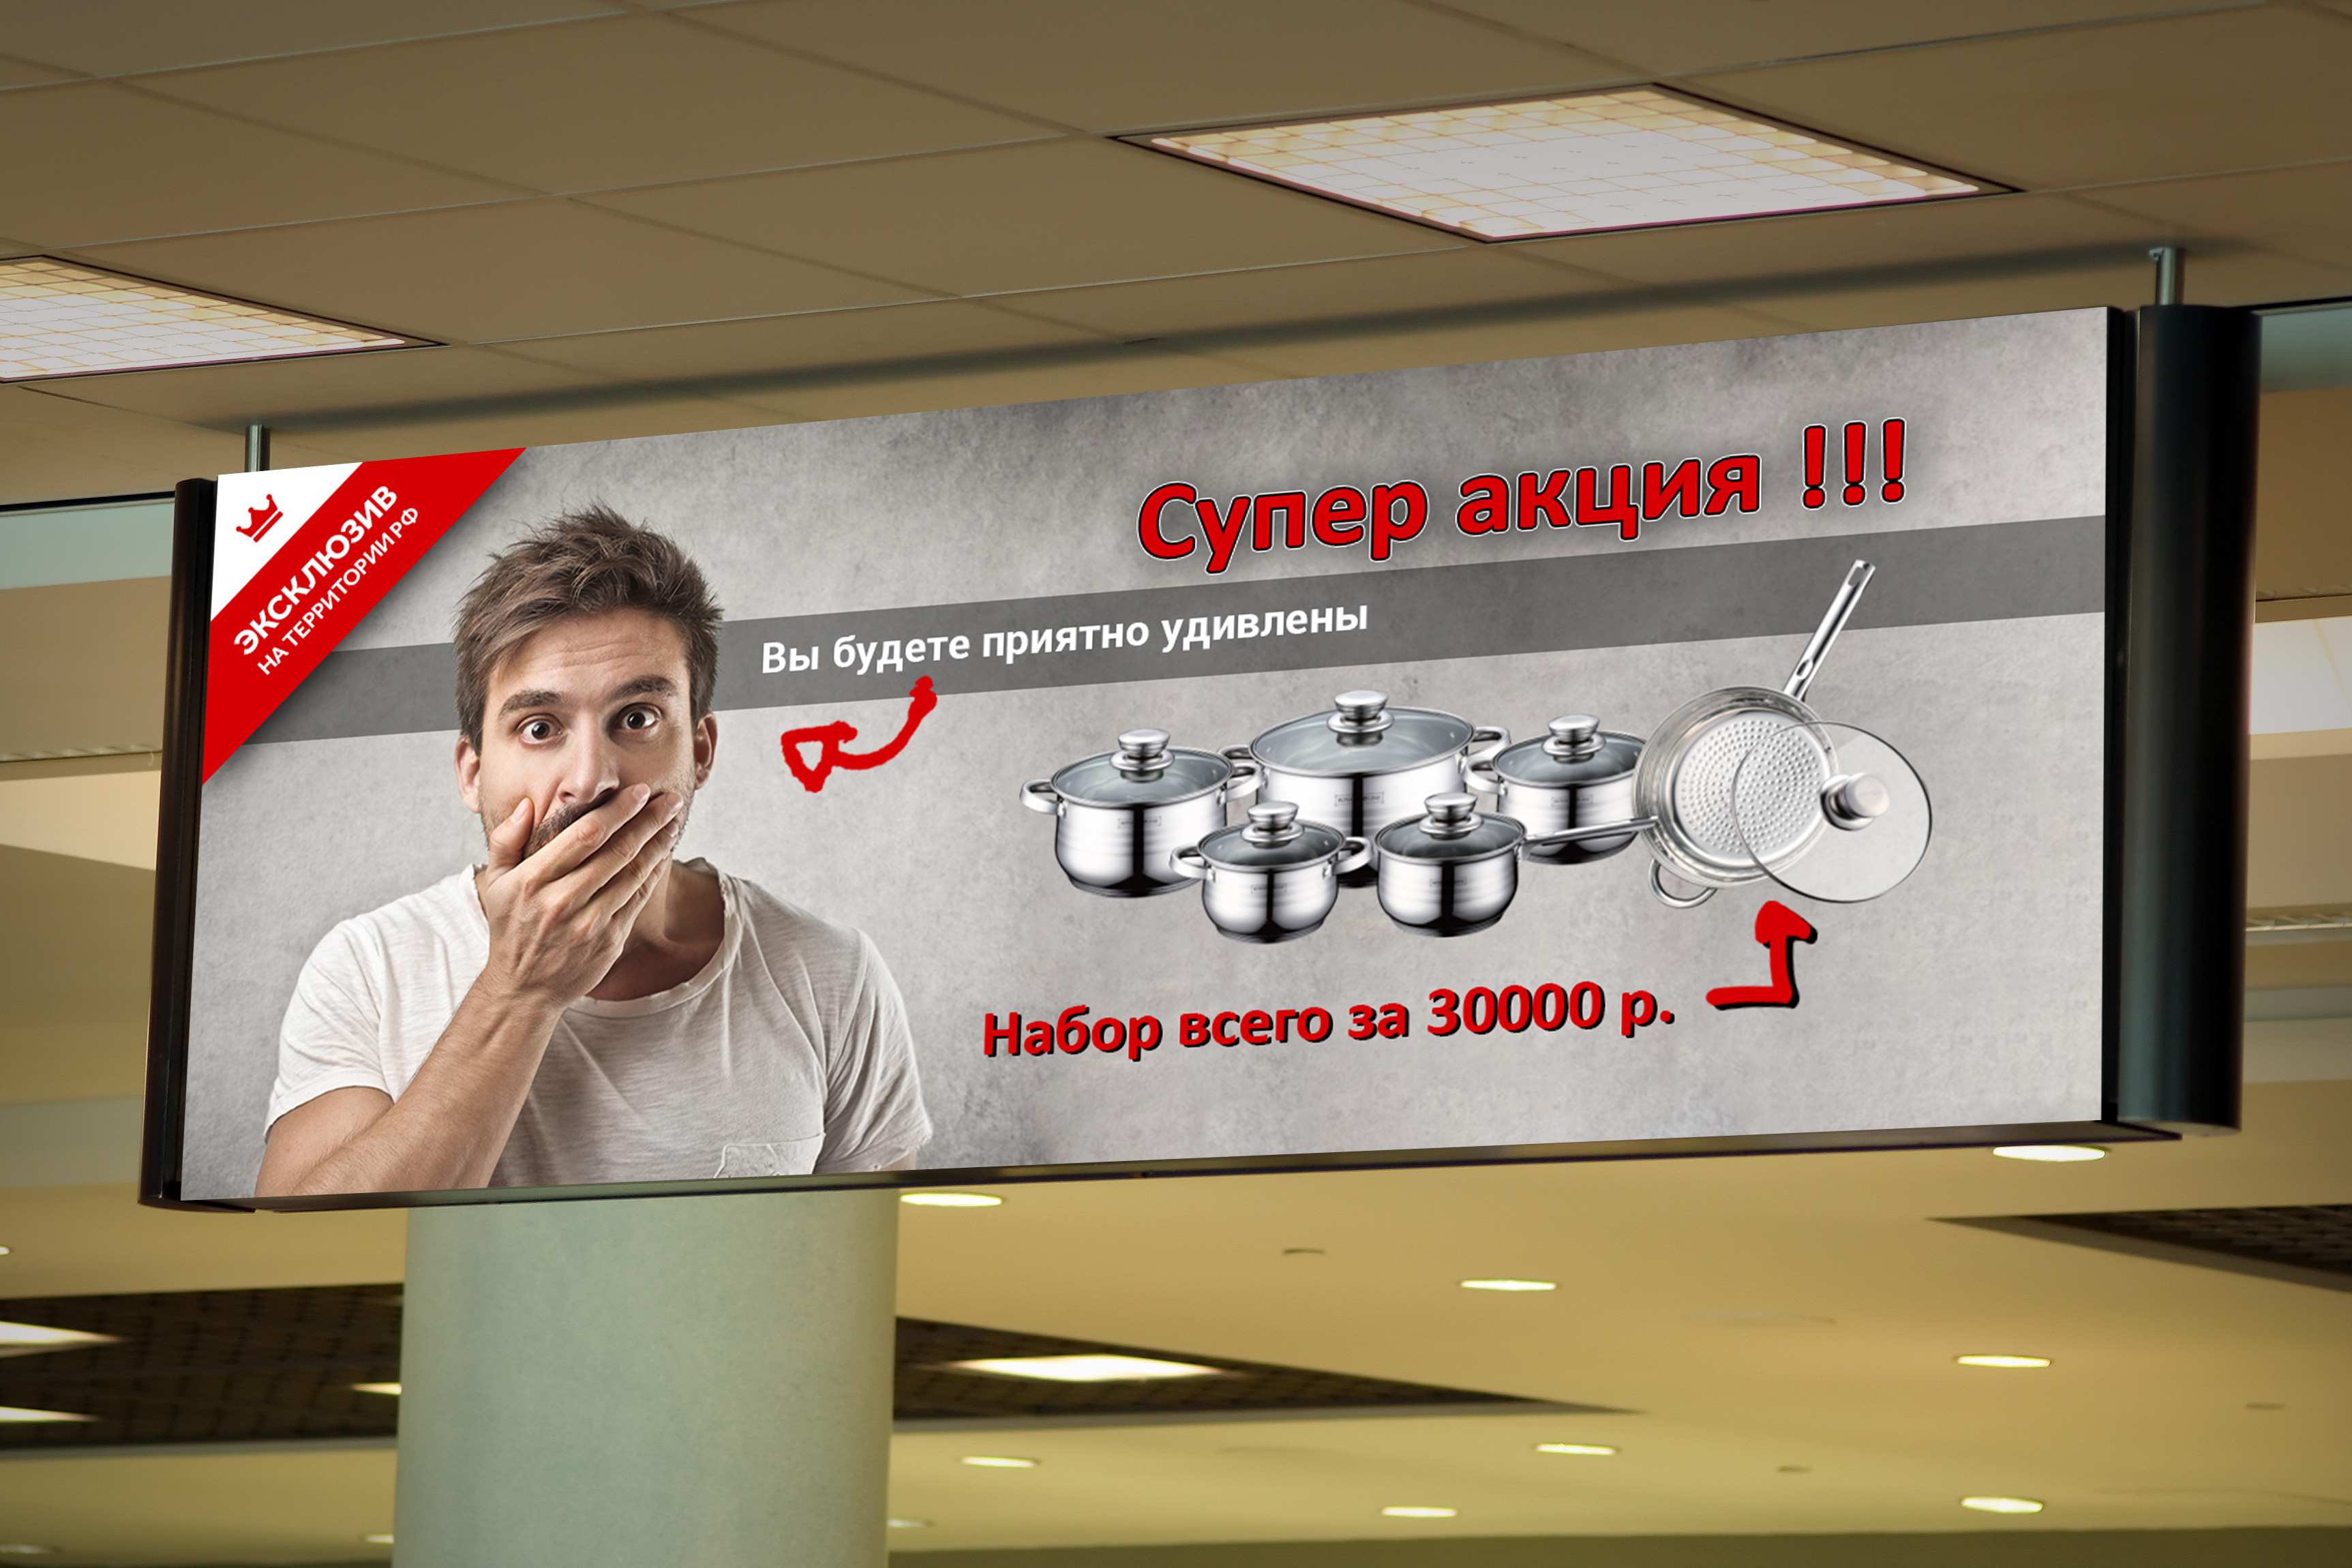 ЭКСКЛЮЗИВ
НА ТЕРРИТОРИИ РФ
Супер акция !!!
Вы будете приятно удивлены
Набор всего за 30000 р.